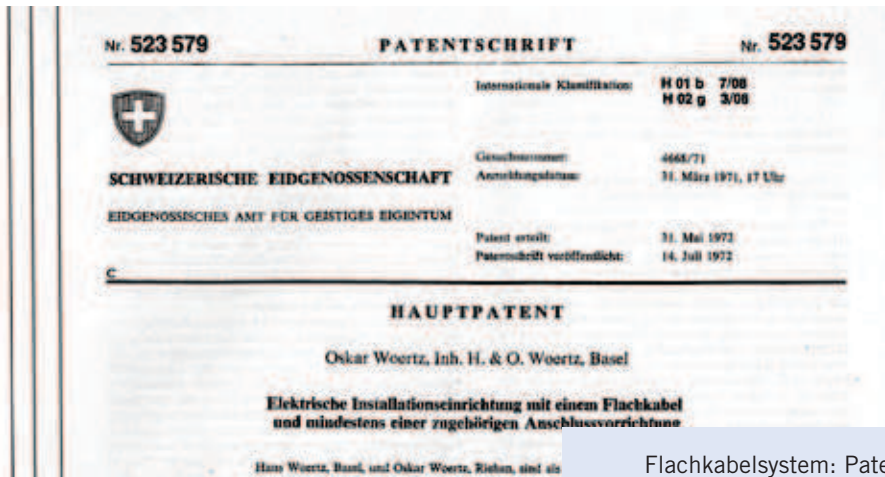 Nr. 523 579 PATENTSCHRIFT Nr. 523 579
Internationale Klassifikation: H 01 b 7/08
H 02 g 3/06
Gesuchsnummer: 4668/71
SCHWEIZERISCHE EIDGENOSSENSCHAFT Anmeldungsdatum: 31. März 1971, 17 Uhr
EIDGENÖSSISCHES AMT FÜR GEISTIGES EIGENTUM
Patent erteilt: 31. Mai 1972
Patentschrift veröffentlicht: 14. Juli 1972
C
HAUPTPATENT
Oskar Woertz, Inh. H. & O. Woertz, Basel
Elektrische Installationseinrichtung mit einem Flachkabel
und mindestens einer zugehörigen Anschlussvorrichtung
Hans Woertz, Basel, und Oskar Woertz, Riehen, sind als
Flachkabelsystem: Pate